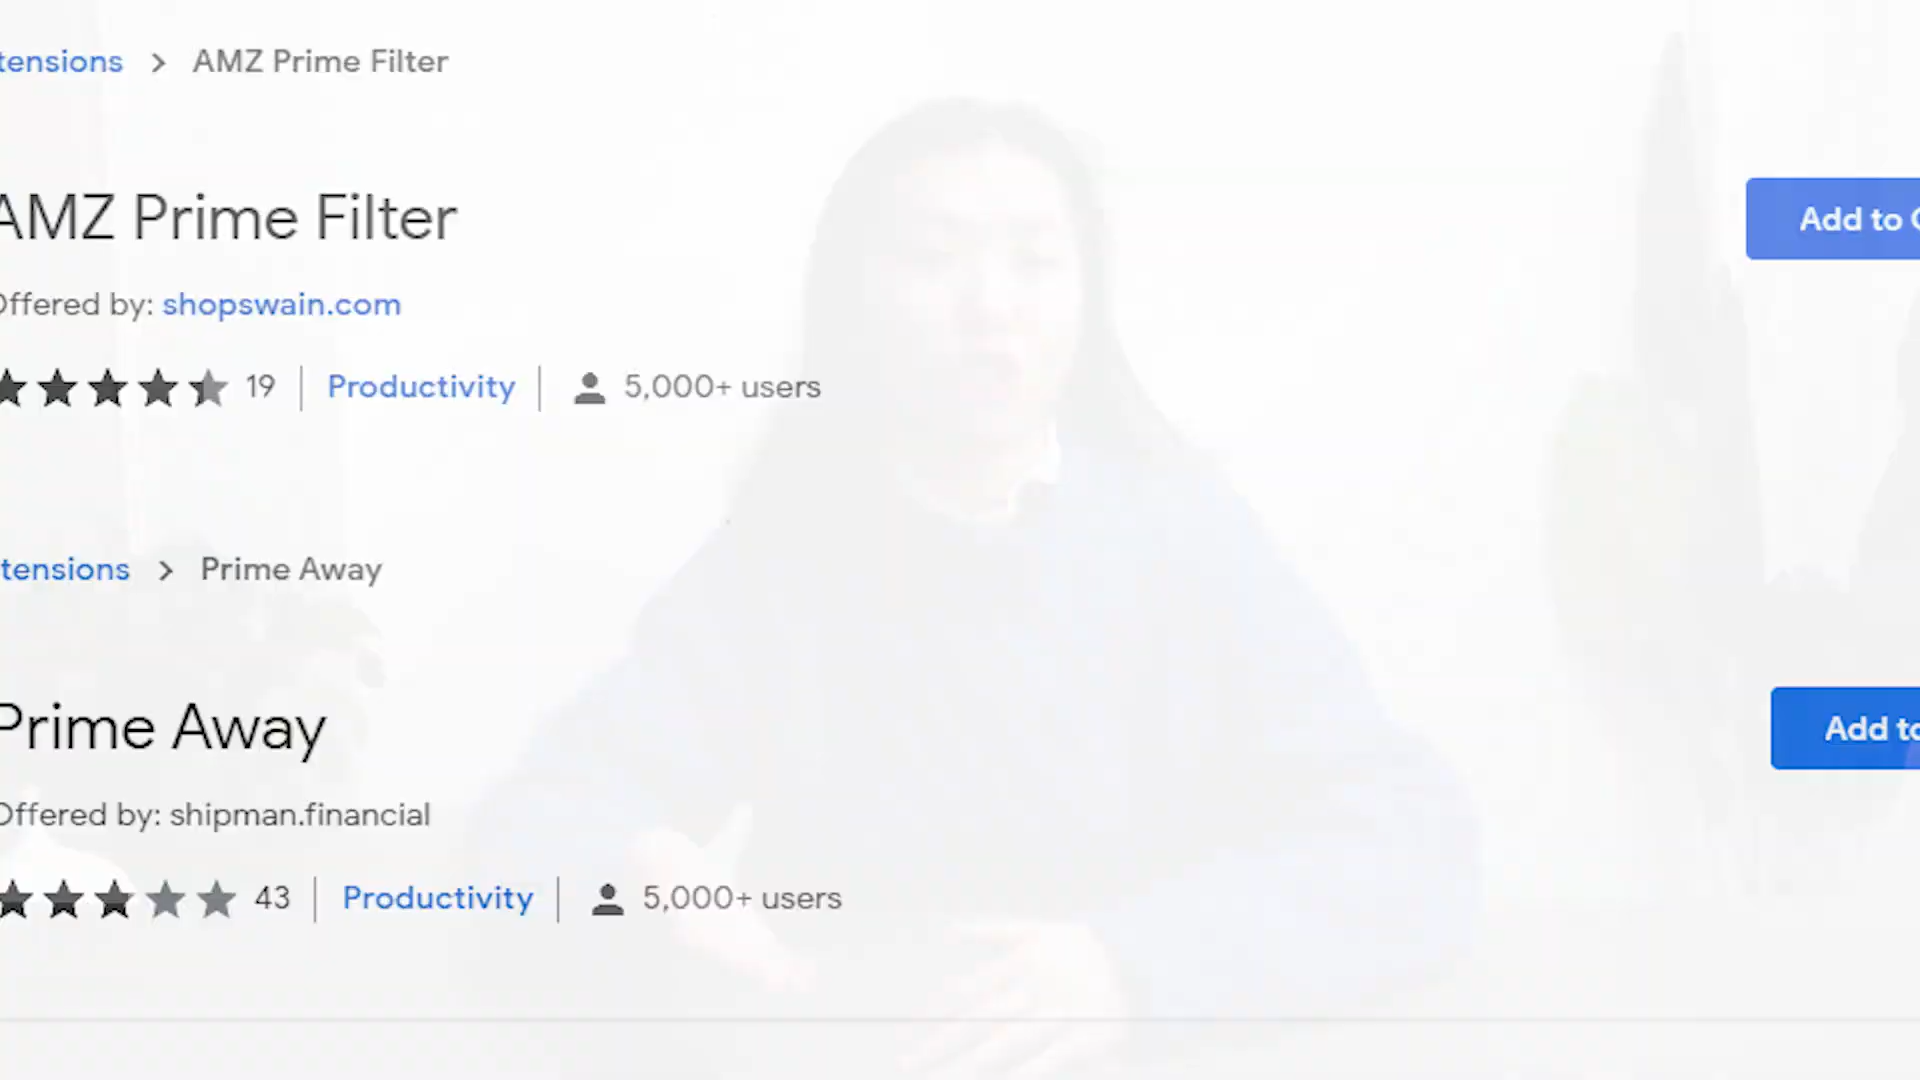 tensions > AMZ Prime Filter
AMZ Prime Filter
Offered by: shopswain.com
19 | Productivity | 5,000+ users
Add to
tensions > Prime Away
Prime Away
Offered by: shipman.financial
43 | Productivity | 5,000+ users
Add to